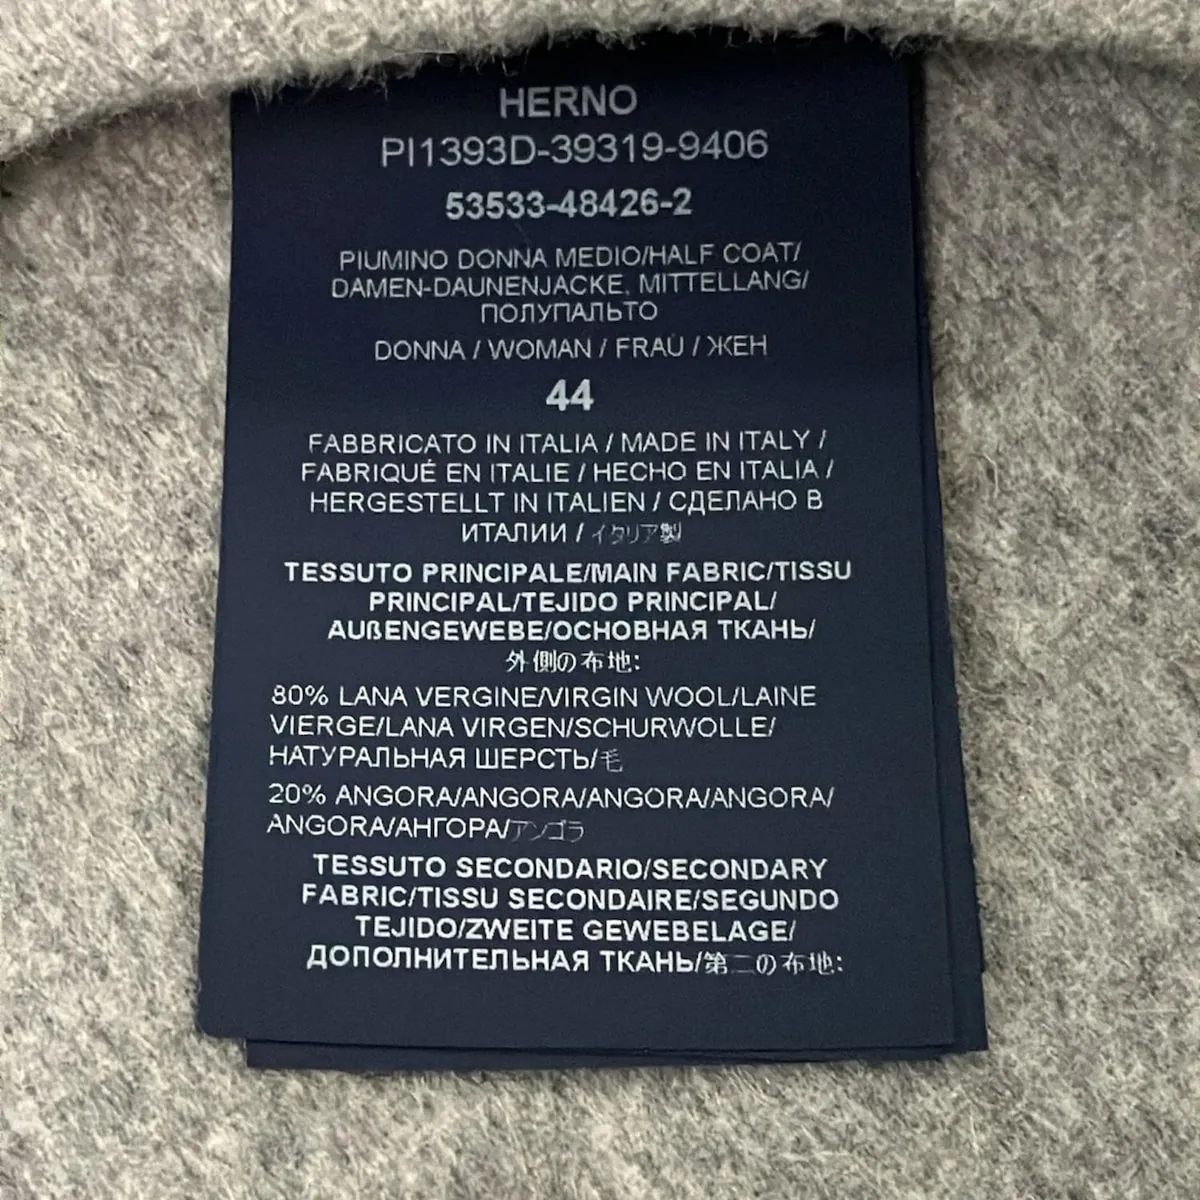 HERNO
PI1393D-39319-9406
53533-48426-2
PIUMINO DONNA MEDIO/HALF COAT/
DAMEN-DAUNENJACKE, MITTELLANG/
ПОЛУПАЛЬТО
DONNA / WOMAN / FRAU / ЖЕН
44
FABBRICATO IN ITALIA / MADE IN ITALY /
FABRIQUÉ EN ITALIE / HECHO EN ITALIA /
HERGESTELLT IN ITALIEN / СДЕЛАНО В
ИТАЛИИ / イタリア製
TESSUTO PRINCIPALE/MAIN FABRIC/TISSU
PRINCIPAL/TEJIDO PRINCIPAL/
AUßENGEWEBE/ОСНОВНАЯ ТКАНЬ/
外側の布地:
80% LANA VERGINE/VIRGIN WOOL/LAINE
VIERGE/LANA VIRGEN/SCHURWOLLE/
НАТУРАЛЬНАЯ ШЕРСТЬ/毛
20% ANGORA/ANGORA/ANGORA/ANGORA/
ANGORA/АНГОРА/アンゴラ
TESSUTO SECONDARIO/SECONDARY
FABRIC/TISSU SECONDAIRE/SEGUNDO
TEJIDO/ZWEITE GEWEBELAGE/
ДОПОЛНИТЕЛЬНАЯ ТКАНЬ/第二の布地: